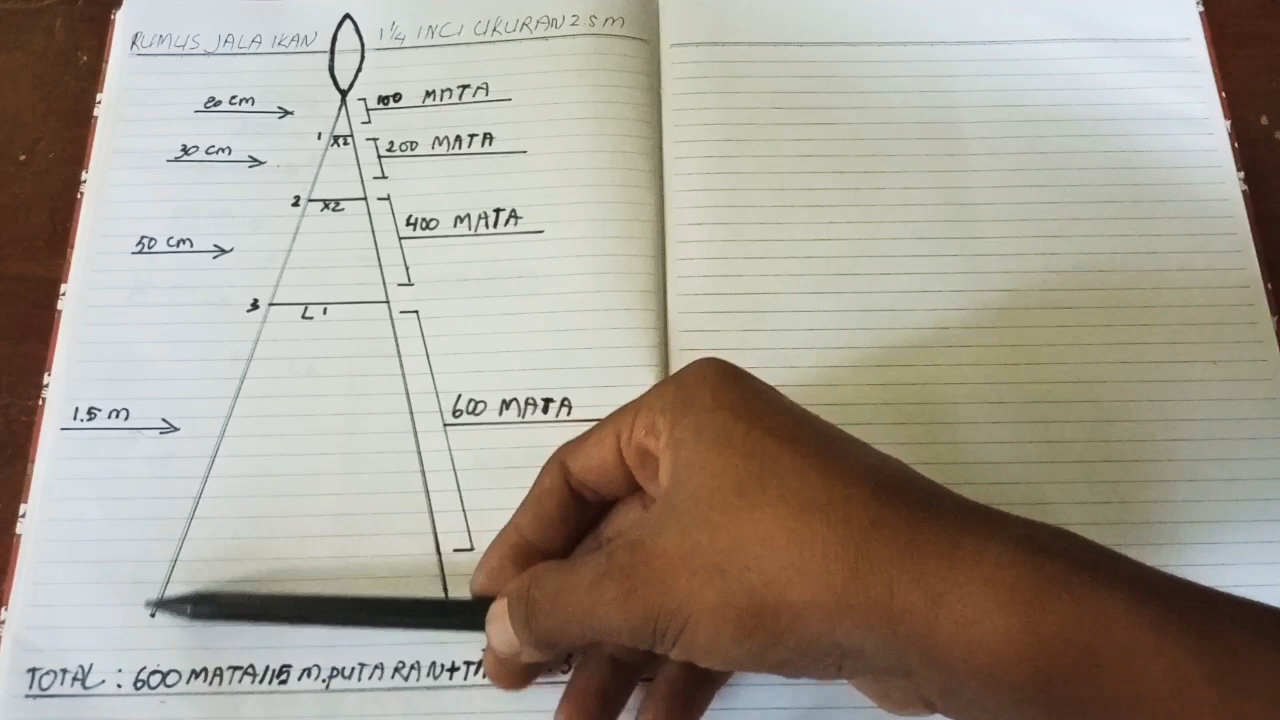 RUMUS JALA IKAN 1¼ INCI UKURAN 2.5 M
20 cm 100 MATA
1 X2
30 cm 200 MATA
2 X2
50 cm 400 MATA
3 L1
1.5 m 600 MATA
TOTAL : 600 MATA/15 M.PUTARAN+